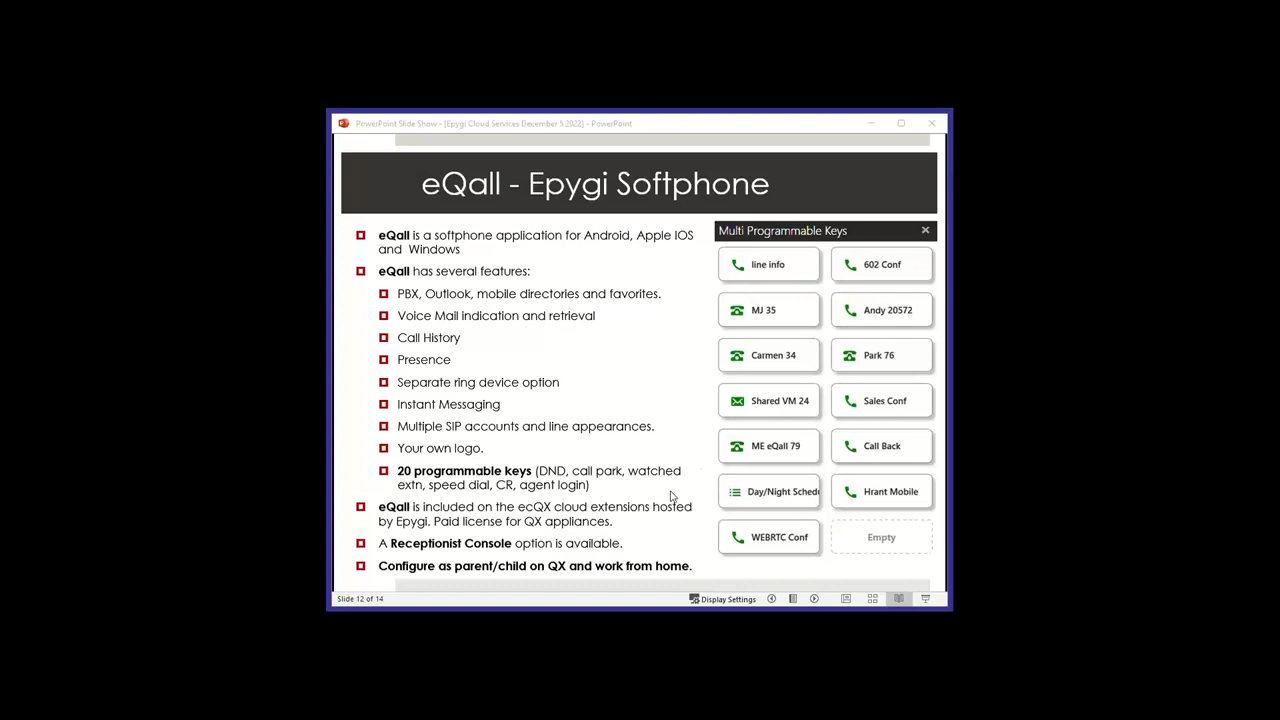 PowerPoint Slide Show - [Epygi Cloud Services December 5 2022] - PowerPoint
eQall - Epygi Softphone
eQall is a softphone application for Android, Apple IOS
and Windows
eQall has several features:
PBX, Outlook, mobile directories and favorites.
Voice Mail indication and retrieval
Call History
Presence
Separate ring device option
Instant Messaging
Multiple SIP accounts and line appearances.
Your own logo.
20 programmable keys (DND, call park, watched
extn, speed dial, CR, agent login)
eQall is included on the ecQX cloud extensions hosted
by Epygi. Paid license for QX appliances.
A Receptionist Console option is available.
Configure as parent/child on QX and work from home.
Multi Programmable Keys
line info
602 Conf
MJ 35
Andy 20572
Carmen 34
Park 76
Shared VM 24
Sales Conf
ME eQall 79
Call Back
Day/Night Sched
Hrant Mobile
WEBRTC Conf
Empty
Slide 12 of 14
Display Settings